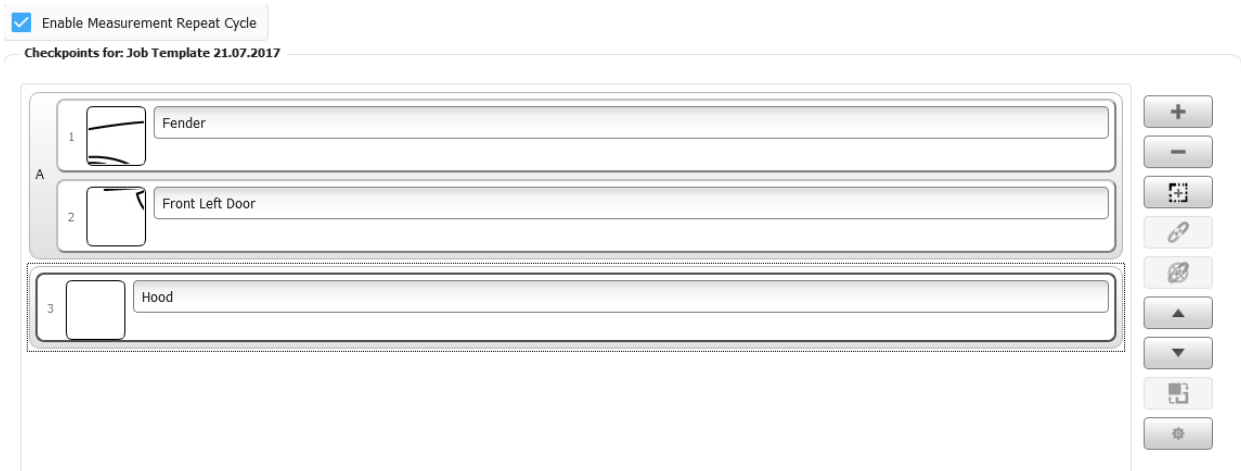 Enable Measurement Repeat Cycle
Checkpoints for: Job Template 21.07.2017
A
1
Fender
2
Front Left Door
3
Hood